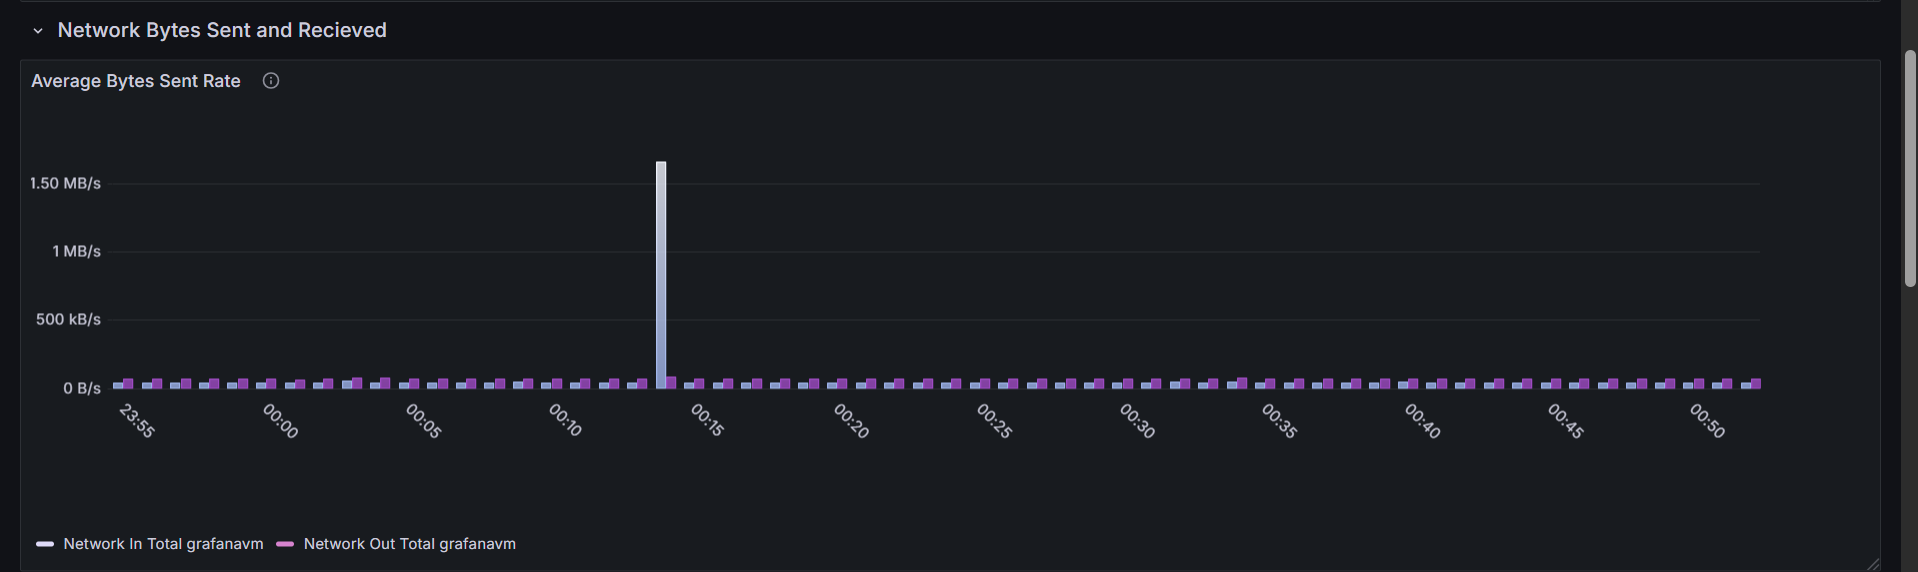 Network Bytes Sent and Recieved
Average Bytes Sent Rate
1.50 MB/s
1 MB/s
500 kB/s
0 B/s
23:55 00:00 00:05 00:10 00:15 00:20 00:25 00:30 00:35 00:40 00:45 00:50
Network In Total grafanavm Network Out Total grafanavm